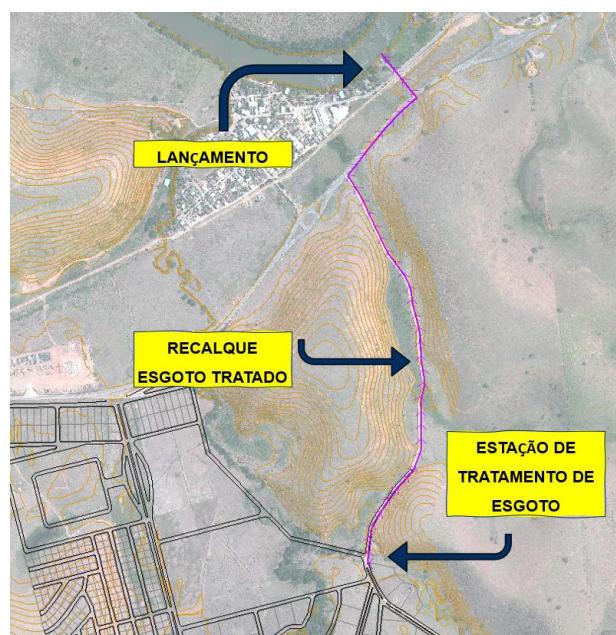 LANÇAMENTO
RECALQUE
ESGOTO TRATADO
ESTAÇÃO DE
TRATAMENTO DE
ESGOTO